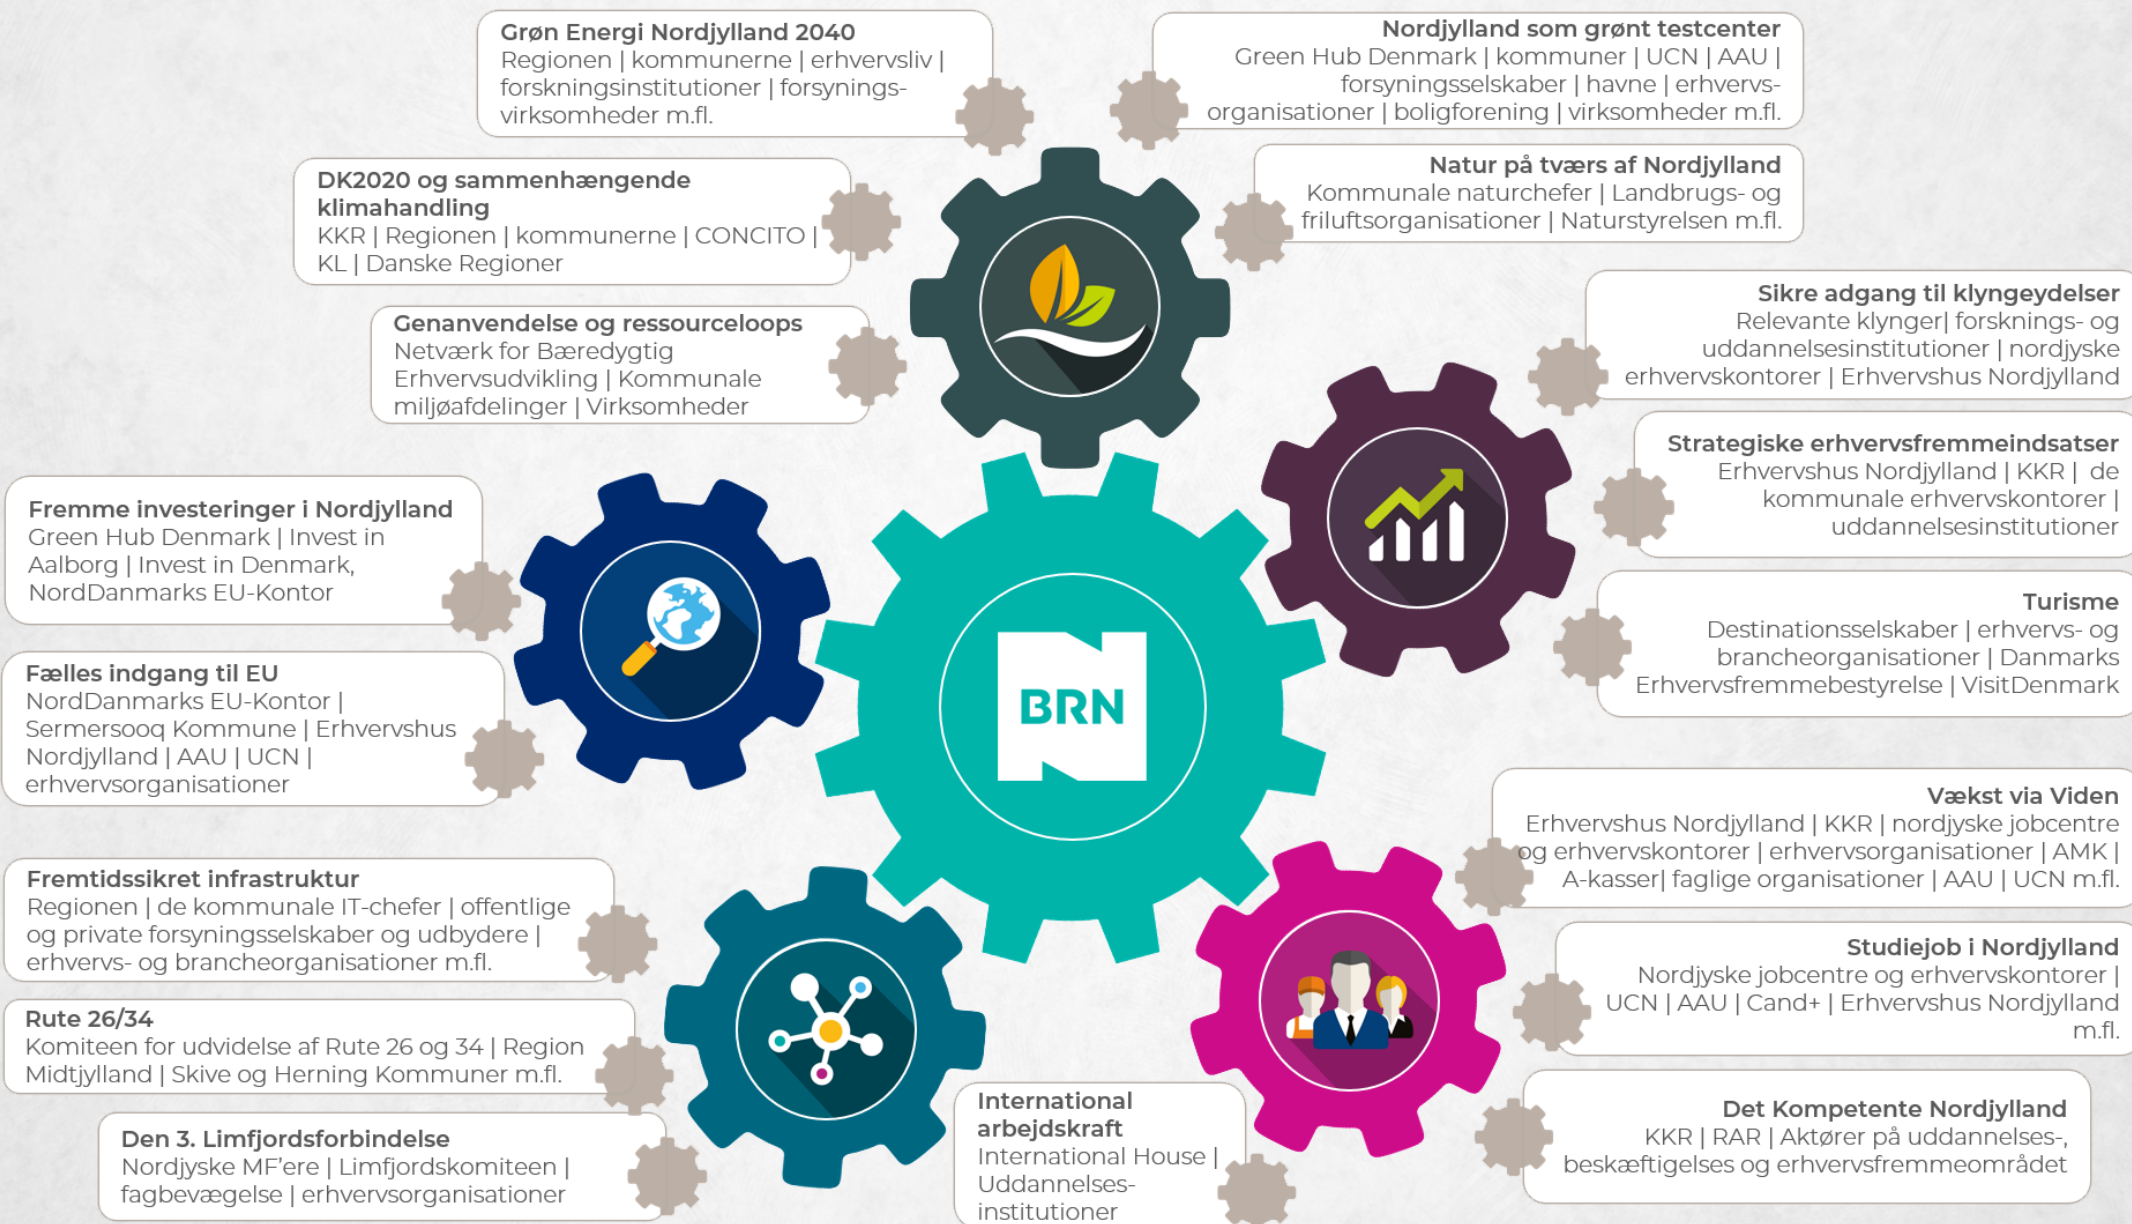 Grøn Energi Nordjylland 2040
Regionen | kommunerne | erhvervsliv |
forskningsinstitutioner | forsynings-
virksomheder m.fl.
Nordjylland som grønt testcenter
Green Hub Denmark | kommuner | UCN | AAU |
forsyningsselskaber | havne | erhvervs-
organisationer | boligforening | virksomheder m.fl.
DK2020 og sammenhængende
klimahandling
KKR | Regionen | kommunerne | CONCITO |
KL | Danske Regioner
Natur på tværs af Nordjylland
Kommunale naturchefer | Landbrugs- og
friluftsorganisationer | Naturstyrelsen m.fl.
Genanvendelse og ressourceloops
Netværk for Bæredygtig
Erhvervsudvikling | Kommunale
miljøafdelinger | Virksomheder
Sikre adgang til klyngeydelser
Relevante klynger| forsknings- og
uddannelsesinstitutioner | nordjyske
erhvervskontorer | Erhvervshus Nordjylland
Strategiske erhvervsfremmeindsatser
Erhvervshus Nordjylland | KKR |  de
kommunale erhvervskontorer |
uddannelsesinstitutioner
Fremme investeringer i Nordjylland
Green Hub Denmark | Invest in
Aalborg | Invest in Denmark,
NordDanmarks EU-Kontor
Turisme
Destinationsselskaber | erhvervs- og
brancheorganisationer | Danmarks
Erhvervsfremmebestyrelse | VisitDenmark
Fælles indgang til EU
NordDanmarks EU-Kontor |
Sermersooq Kommune | Erhvervshus
Nordjylland | AAU | UCN |
erhvervsorganisationer
BRN
Vækst via Viden
Erhvervshus Nordjylland | KKR | nordjyske jobcentre
og erhvervskontorer | erhvervsorganisationer | AMK |
A-kasser| faglige organisationer | AAU | UCN m.fl.
Fremtidssikret infrastruktur
Regionen | de kommunale IT-chefer | offentlige
og private forsyningsselskaber og udbydere |
erhvervs- og brancheorganisationer m.fl.
Studiejob i Nordjylland
Nordjyske jobcentre og erhvervskontorer |
UCN | AAU | Cand+ | Erhvervshus Nordjylland
m.fl.
Rute 26/34
Komiteen for udvidelse af Rute 26 og 34 | Region
Midtjylland | Skive og Herning Kommuner m.fl.
Den 3. Limfjordsforbindelse
Nordjyske MF'ere | Limfjordskomiteen |
fagbevægelse | erhvervsorganisationer
International
arbejdskraft
International House |
Uddannelses-
institutioner
Det Kompetente Nordjylland
KKR | RAR | Aktører på uddannelses-,
beskæftigelses og erhvervsfremmeområdet